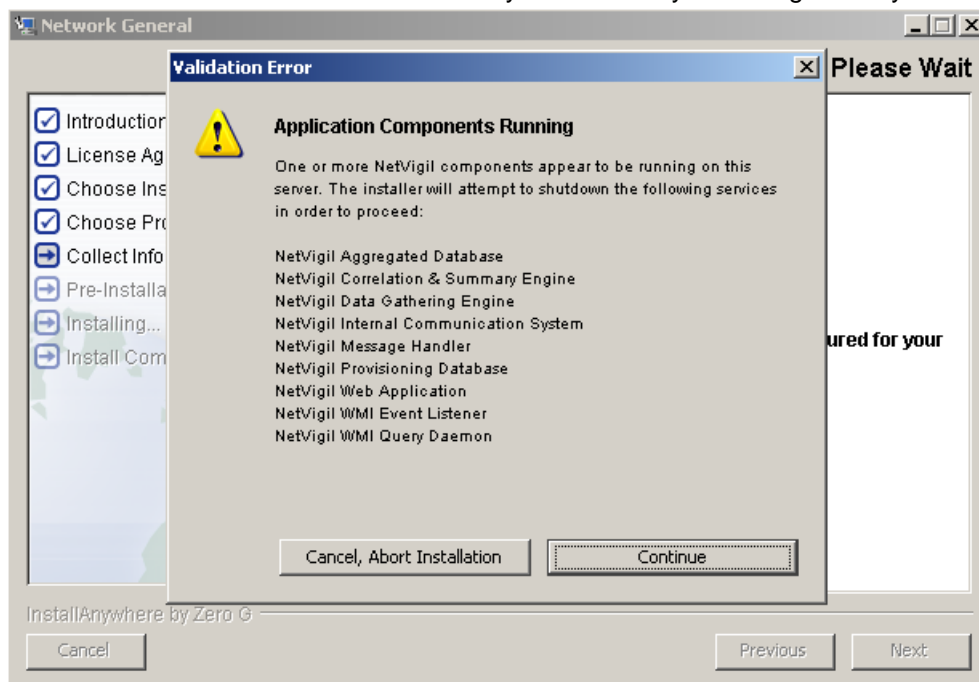 Network General
Please Wait
Validation Error
Application Components Running
One or more NetVigil components appear to be running on this
server. The installer will attempt to shutdown the following services
in order to proceed:
NetVigil Aggregated Database
NetVigil Correlation & Summary Engine
NetVigil Data Gathering Engine
NetVigil Internal Communication System
NetVigil Message Handler
NetVigil Provisioning Database
NetVigil Web Application
NetVigil WMI Event Listener
NetVigil WMI Query Daemon
Cancel, Abort Installation
Continue
Introduction
License Ag
Choose Ins
Choose Pro
Collect Info
Pre-Installa
Installing...
Install Com
ured for your
InstallAnywhere by Zero G
Cancel
Previous
Next